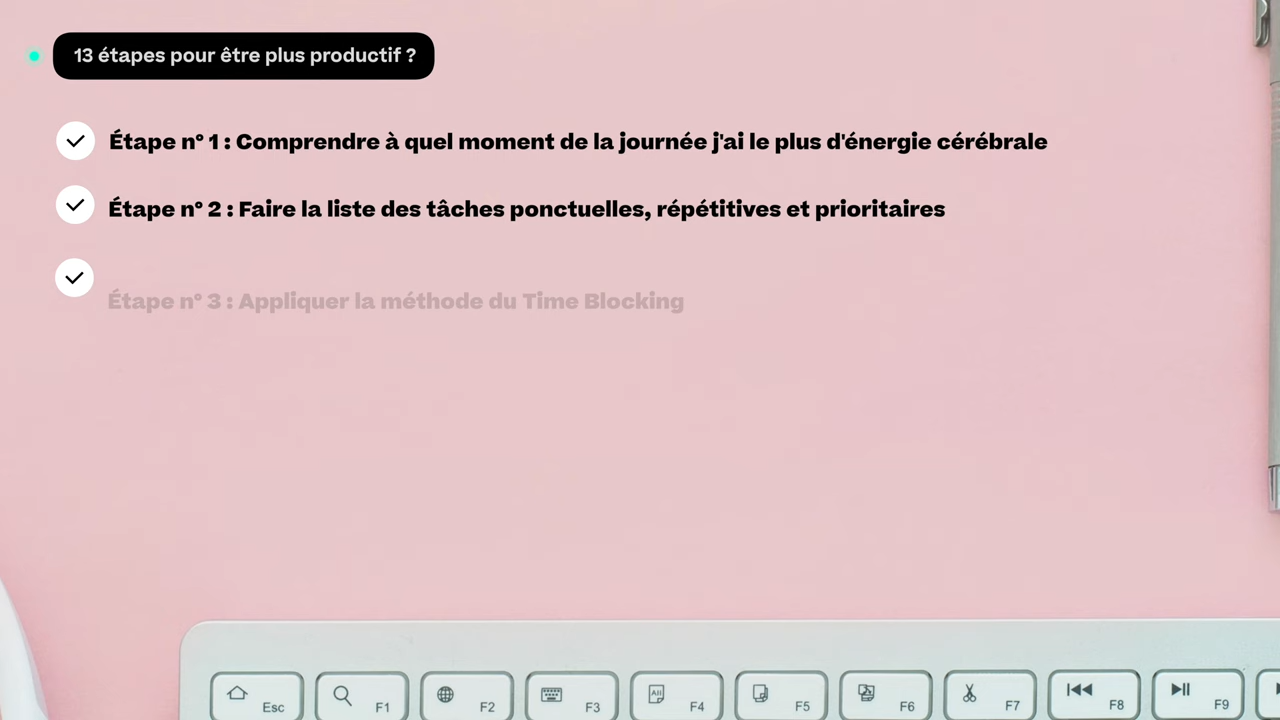 13 étapes pour être plus productif ?
Étape n° 1 : Comprendre à quel moment de la journée j'ai le plus d'énergie cérébrale
Étape n° 2 : Faire la liste des tâches ponctuelles, répétitives et prioritaires
Étape n° 3 : Appliquer la méthode du Time Blocking
Esc F1 F2 F3 All F4 F5 F6 F7 F8 F9